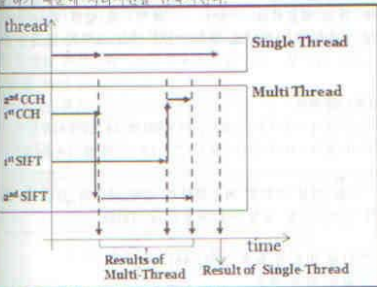 thread
Single Thread
Multi Thread
2nd CCH
1st CCH
1st SIFT
2nd SIFT
time
Results of
Multi-Thread
Result of Single-Thread